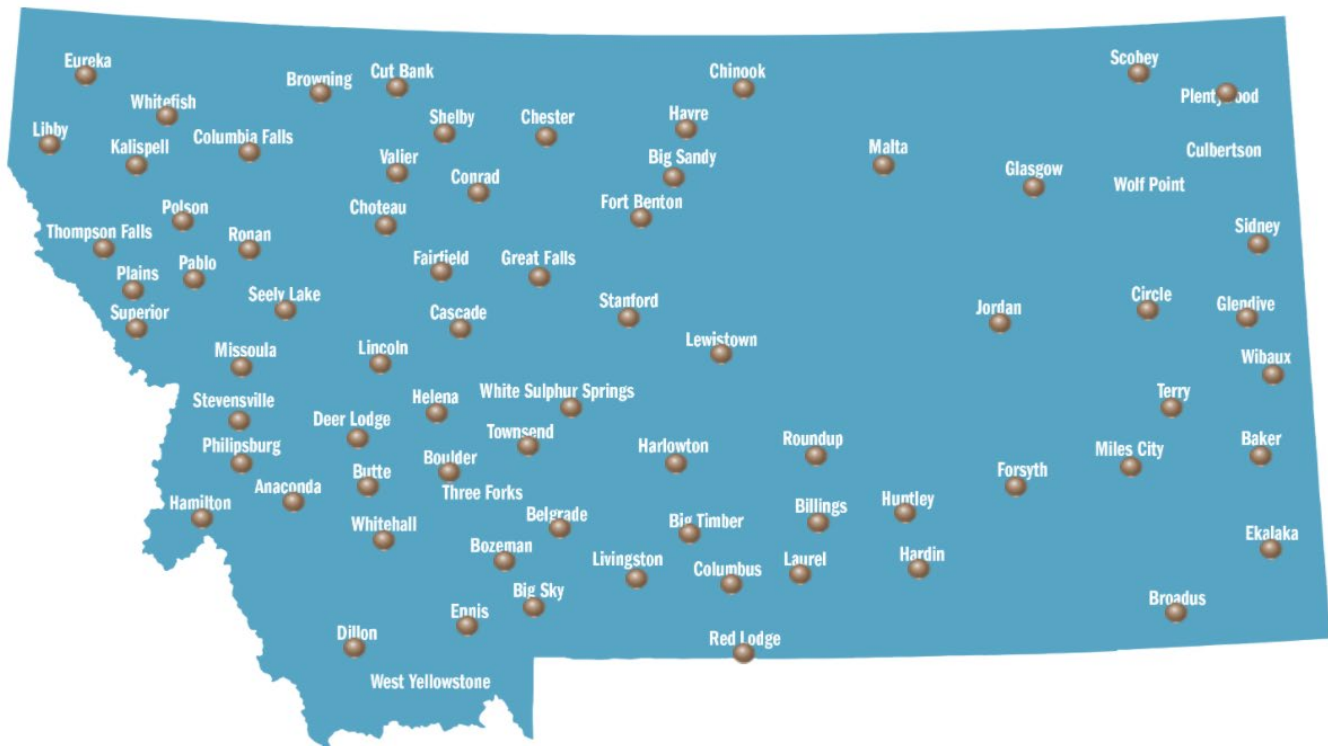 Eureka
Browning
Cut Bank
Chinook
Scobey
Whitefish
Plentywood
Libby
Kalispell
Columbia Falls
Shelby
Chester
Havre
Valier
Conrad
Big Sandy
Malta
Glasgow
Culbertson
Wolf Point
Polson
Choteau
Fort Benton
Thompson Falls
Ronan
Sidney
Plains
Pablo
Fairfield
Great Falls
Superior
Seely Lake
Cascade
Stanford
Jordan
Circle
Glendive
Missoula
Lincoln
Lewistown
Wibaux
Stevensville
Deer Lodge
Helena
White Sulphur Springs
Terry
Philipsburg
Townsend
Harlowton
Roundup
Miles City
Baker
Anaconda
Butte
Boulder
Forsyth
Hamilton
Three Forks
Whitehall
Belgrade
Big Timber
Billings
Huntley
Bozeman
Livingston
Columbus
Laurel
Hardin
Ekalaka
Big Sky
Ennis
Broadus
Dillon
Red Lodge
West Yellowstone